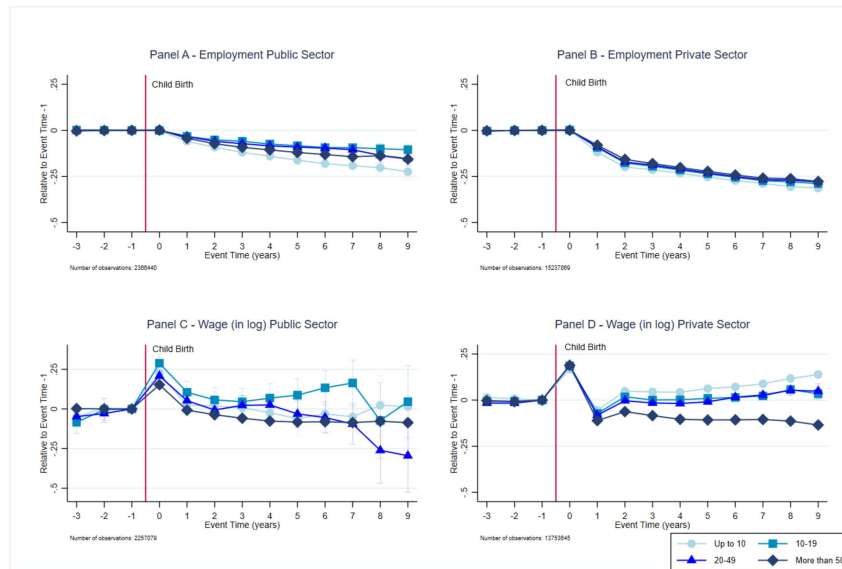 Panel A - Employment Public Sector
Child Birth
Relative to Event Time -1
.25
0
-.25
-.5
-3 -2 -1 0 1 2 3 4 5 6 7 8 9
Event Time (years)
Number of observations: 2366440
Panel B - Employment Private Sector
Child Birth
Relative to Event Time -1
.25
0
-.25
-.5
-3 -2 -1 0 1 2 3 4 5 6 7 8 9
Event Time (years)
Number of observations: 15237869
Panel C - Wage (in log) Public Sector
Child Birth
Relative to Event Time -1
.25
0
-.25
-.5
-3 -2 -1 0 1 2 3 4 5 6 7 8 9
Event Time (years)
Number of observations: 2257079
Panel D - Wage (in log) Private Sector
Child Birth
Relative to Event Time -1
.25
0
-.25
-.5
-3 -2 -1 0 1 2 3 4 5 6 7 8 9
Event Time (years)
Number of observations: 13753645
Up to 10 10-19
20-49 More than 50